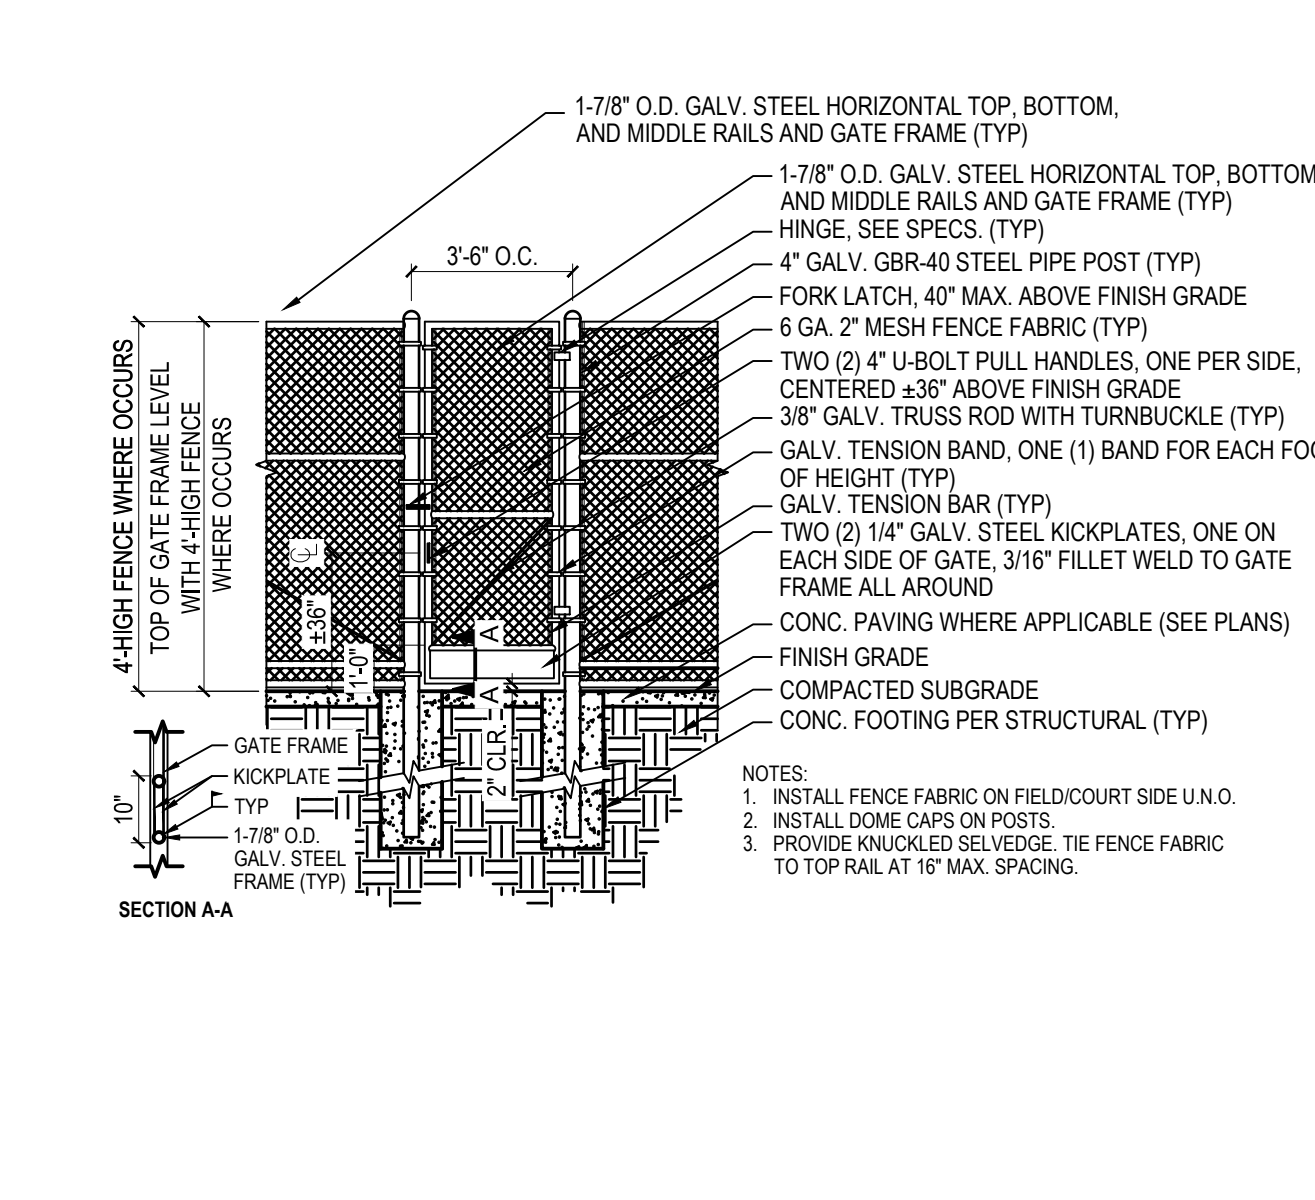 1-7/8" O.D. GALV. STEEL HORIZONTAL TOP, BOTTOM,
AND MIDDLE RAILS AND GATE FRAME (TYP)
1-7/8" O.D. GALV. STEEL HORIZONTAL TOP, BOTTOM
AND MIDDLE RAILS AND GATE FRAME (TYP)
HINGE, SEE SPECS. (TYP)
3'-6" O.C.
4" GALV. GBR-40 STEEL PIPE POST (TYP)
FORK LATCH, 40" MAX. ABOVE FINISH GRADE
6 GA. 2" MESH FENCE FABRIC (TYP)
TWO (2) 4" U-BOLT PULL HANDLES, ONE PER SIDE,
CENTERED ±36" ABOVE FINISH GRADE
3/8" GALV. TRUSS ROD WITH TURNBUCKLE (TYP)
GALV. TENSION BAND, ONE (1) BAND FOR EACH
OF HEIGHT (TYP)
GALV. TENSION BAR (TYP)
TWO (2) 1/4" GALV. STEEL KICKPLATES, ONE ON
EACH SIDE OF GATE, 3/16" FILLET WELD TO GATE
FRAME ALL AROUND
CONC. PAVING WHERE APPLICABLE (SEE PLANS)
FINISH GRADE
COMPACTED SUBGRADE
CONC. FOOTING PER STRUCTURAL (TYP)
4'-HIGH FENCE WHERE OCCURS
TOP OF GATE FRAME LEVEL
WITH 4'-HIGH FENCE
WHERE OCCURS
℄
±36"
1'-0"
A
A
2" CLR.
GATE FRAME
KICKPLATE
TYP
10"
1-7/8" O.D.
GALV. STEEL
FRAME (TYP)
SECTION A-A
NOTES:
1. INSTALL FENCE FABRIC ON FIELD/COURT SIDE U.N.O.
2. INSTALL DOME CAPS ON POSTS.
3. PROVIDE KNUCKLED SELVEDGE. TIE FENCE FABRIC
TO TOP RAIL AT 16" MAX. SPACING.